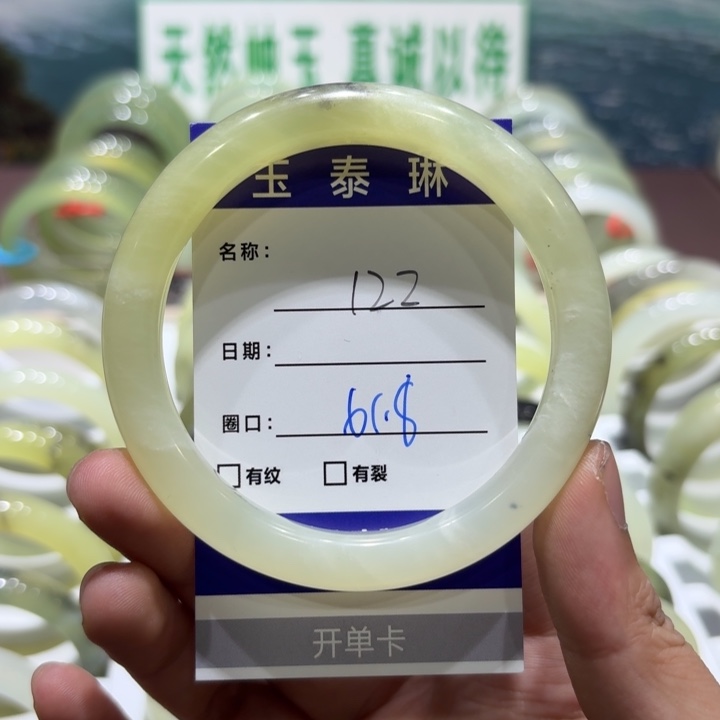 天然岫玉 真诚以待
玉泰琳
名称：
122
日期：
圈口：61.8
有纹 有裂
开单卡